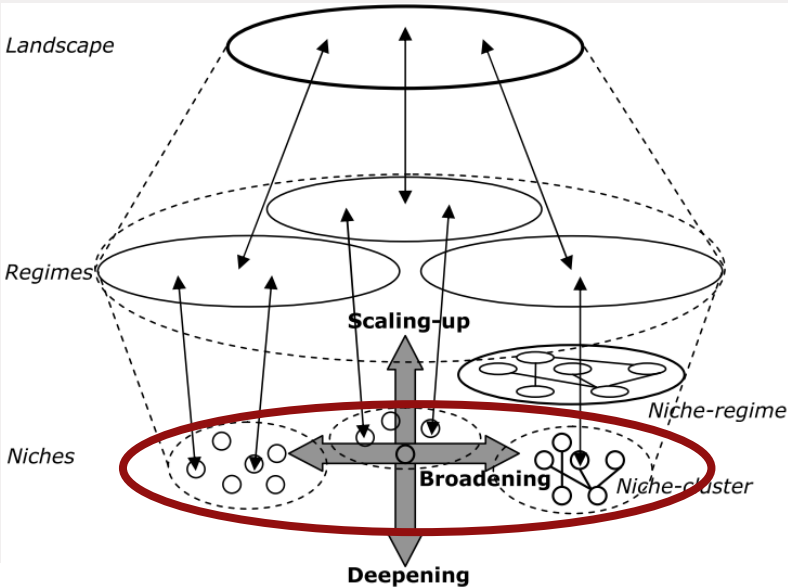 Landscape
Regimes
Scaling-up
Niche-regime
Niches
Broadening
Niche-cluster
Deepening